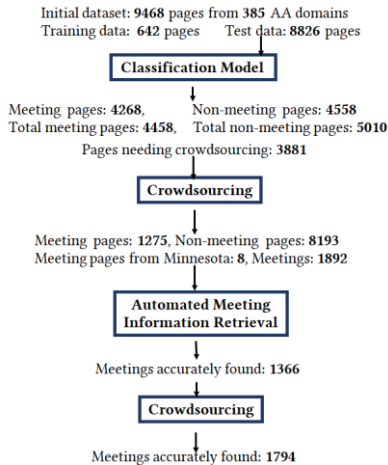 Initial dataset: 9468 pages from 385 AA domains
Training data: 642 pages Test data: 8826 pages
Classification Model
Meeting pages: 4268, Non-meeting pages: 4558
Total meeting pages: 4458, Total non-meeting pages: 5010
Pages needing crowdsourcing: 3881
Crowdsourcing
Meeting pages: 1275, Non-meeting pages: 8193
Meeting pages from Minnesota: 8, Meetings: 1892
Automated Meeting
Information Retrieval
Meetings accurately found: 1366
Crowdsourcing
Meetings accurately found: 1794